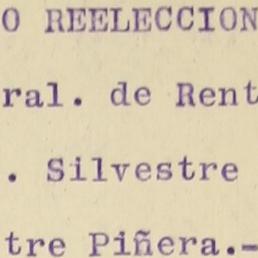 O REELECCION
ral. de Rent
. Silvestre
tre Piñera.-